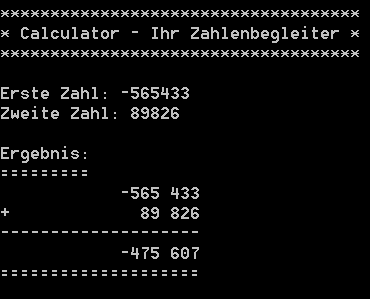 ************************************
* Calculator - Ihr Zahlenbegleiter *
************************************
Erste Zahl: -565433
Zweite Zahl: 89826
Ergebnis:
=========
-565 433
+ 89 826
--------------------
-475 607
====================